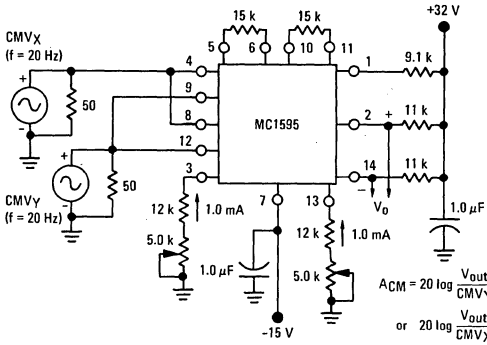 15 k
15 k
+32 V
CMVX
(f = 20 Hz)
5
6
10
11
4
1
9.1 k
+
9
50
8
MC1595
2
+
11 k
-
12
+
14
11 k
-
3
Vo
CMVY
(f = 20 Hz)
50
7
13
12 k
1.0 mA
12 k
1.0 mA
1.0 μF
-
5.0 k
1.0 μF
5.0 k
ACM = 20 log Vout
CMVY
or 20 log Vout
CMVX
-15 V